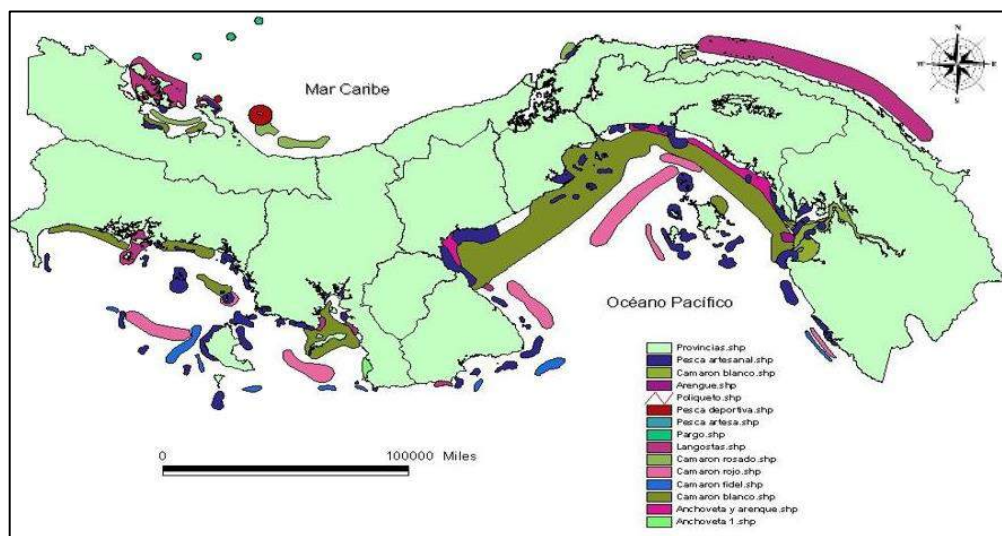 N
W
E
S
Mar Caribe
Océano Pacífico
Provincias.shp
Pesca artesanal.shp
Camaron blanco.shp
Arengue.shp
Poliqueto.shp
Pesca deportiva.shp
Pesca artesa.shp
Pargo.shp
Langostas.shp
Camaron rosado.shp
Camaron rojo.shp
Camaron fidel.shp
Camaron blanco.shp
Anchoveta y arenque.shp
Anchoveta 1.shp
0 100000 Miles